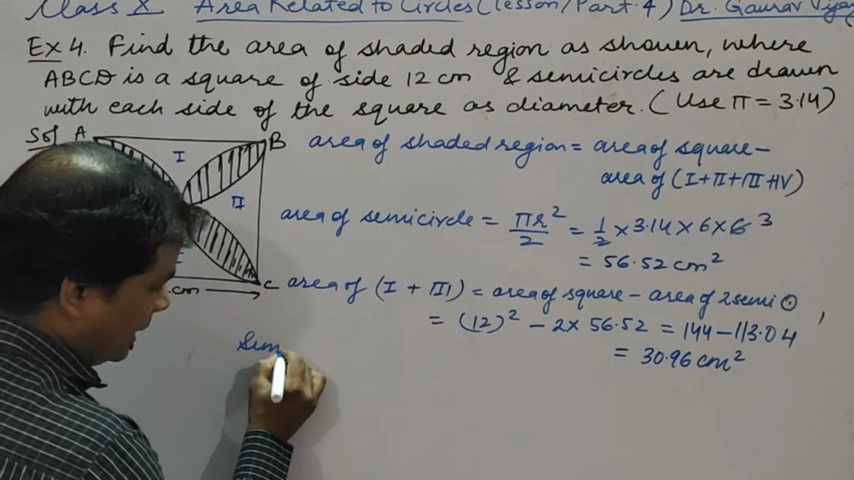 Class X Area Related to Circles (lesson/Part-4) Dr. Gaurav
Ex 4. Find the area of shaded region as shown, where
ABCD is a square of side 12 cm & semicircles are drawn
with each side of the square as diameter. (Use π = 3.14)
Sol A B area of shaded region = area of square -
I area of (I + II + III + IV)
II
area of semicircle = πr²/2 = 1/2 × 3.14 × 6 × 6 3
= 56.52 cm²
cm C area of (I + III) = area of square - area of 2 semi ⊙
= (12)² - 2 × 56.52 = 144 - 113.04
= 30.96 cm²
Sim